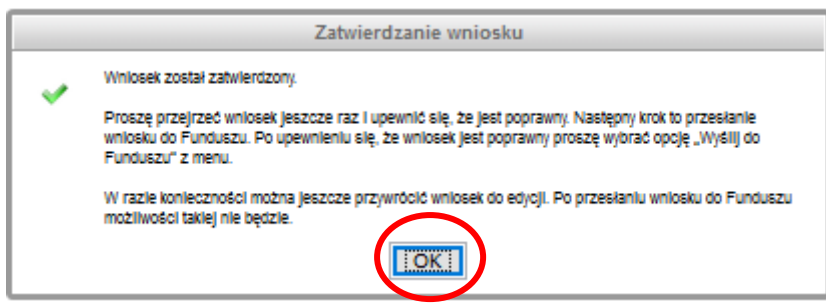 Zatwierdzanie wniosku
Wniosek został zatwierdzony.
Proszę przejrzeć wniosek jeszcze raz i upewnić się, że jest poprawny. Następny krok to przesłanie
wniosku do Funduszu. Po upewnieniu się, że wniosek jest poprawny proszę wybrać opcję „Wyślij do
Funduszu" z menu.
W razie konieczności można jeszcze przywrócić wniosek do edycji. Po przesłaniu wniosku do Funduszu
możliwości takiej nie będzie.
OK